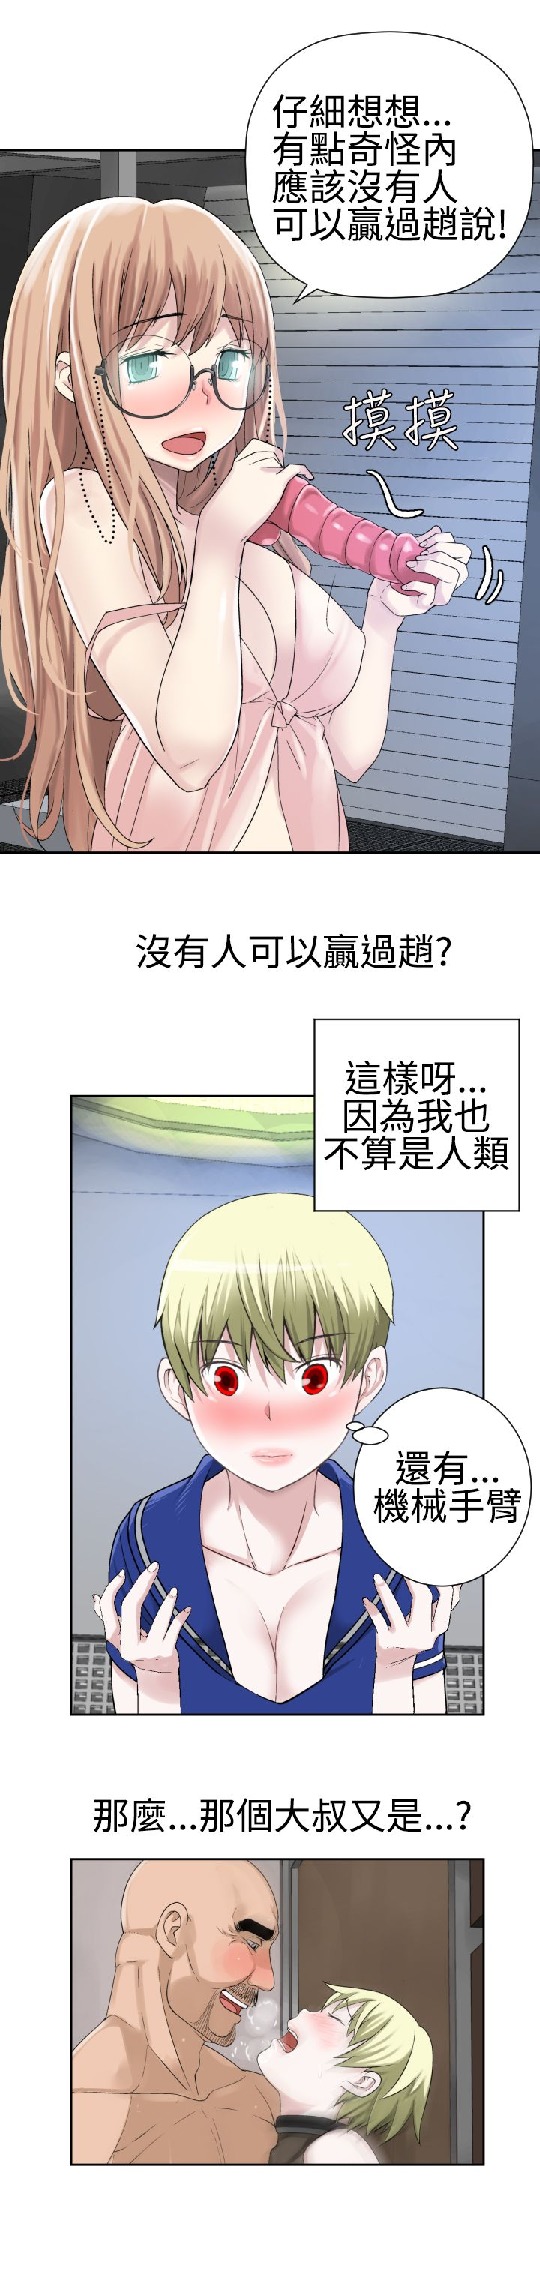 仔細想想...
有點奇怪內
應該沒有人
可以贏過趙說!
摸摸
沒有人可以贏過趙?
這樣呀...
因為我也
不算是人類
還有...
機械手臂
那麼...那個大叔又是...?